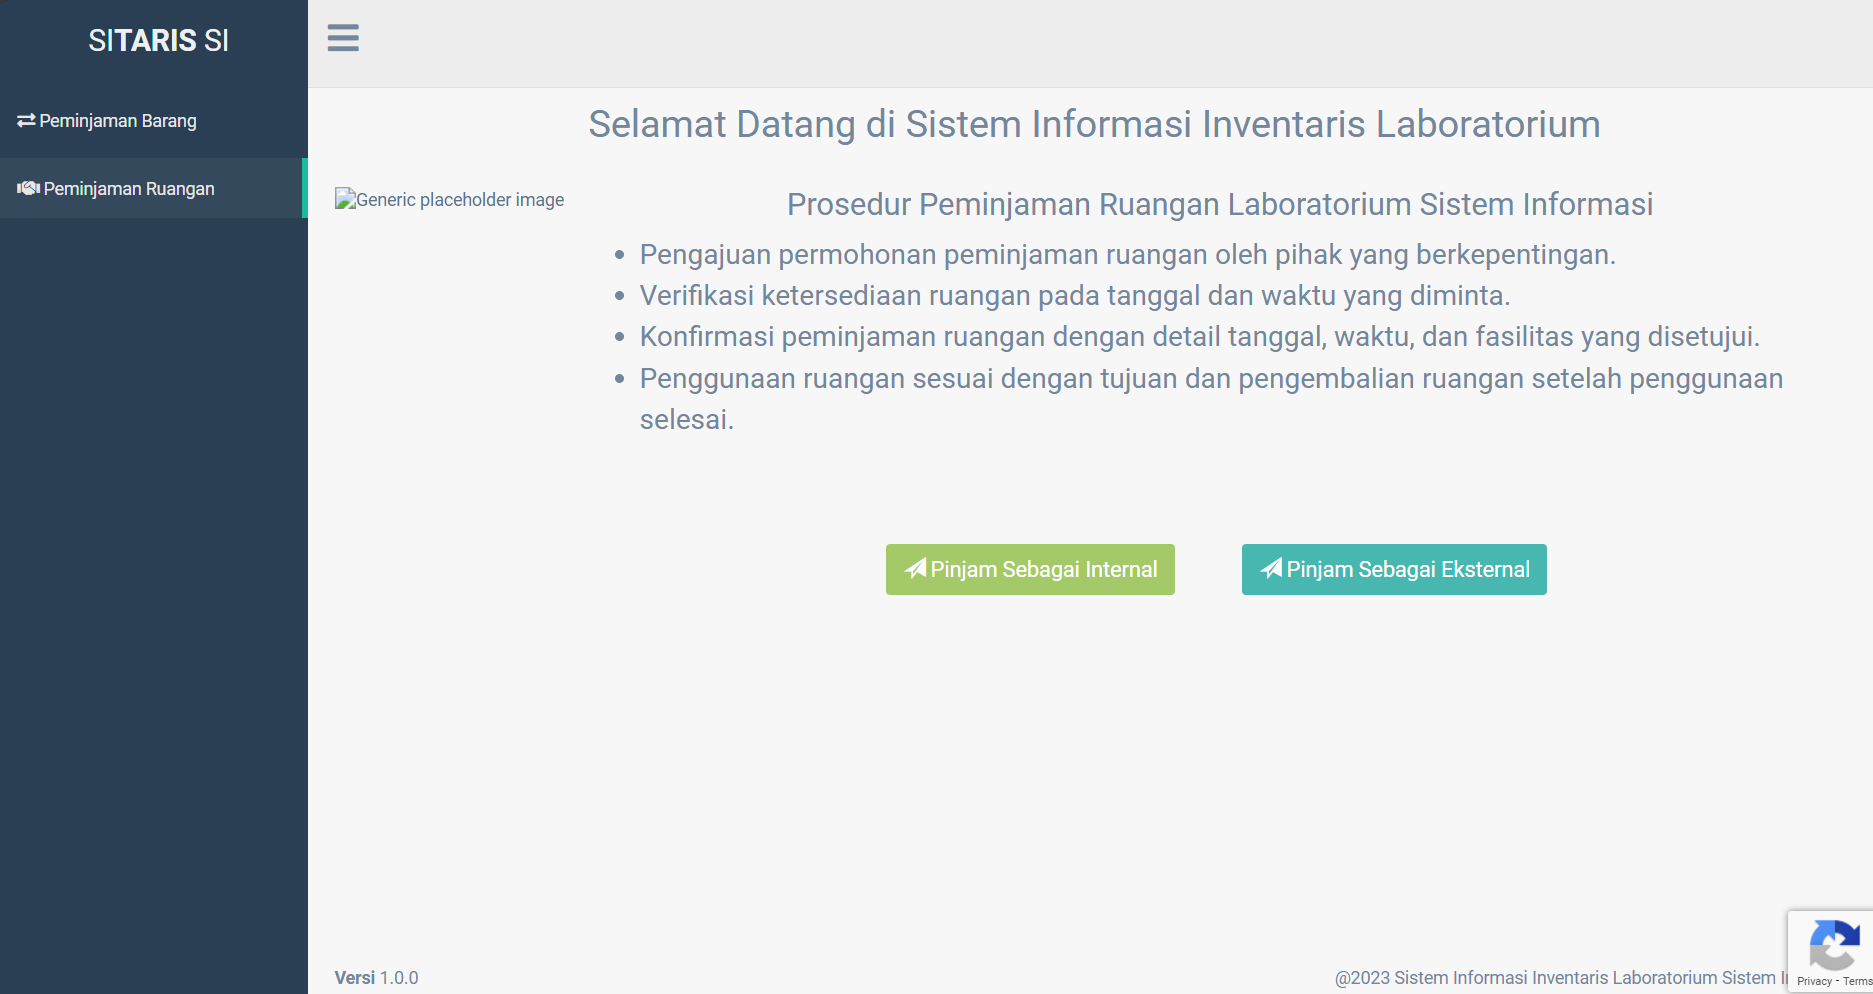 SITARIS SI
Peminjaman Barang
Peminjaman Ruangan
Selamat Datang di Sistem Informasi Inventaris Laboratorium
Generic placeholder image
Prosedur Peminjaman Ruangan Laboratorium Sistem Informasi
• Pengajuan permohonan peminjaman ruangan oleh pihak yang berkepentingan.
• Verifikasi ketersediaan ruangan pada tanggal dan waktu yang diminta.
• Konfirmasi peminjaman ruangan dengan detail tanggal, waktu, dan fasilitas yang disetujui.
• Penggunaan ruangan sesuai dengan tujuan dan pengembalian ruangan setelah penggunaan
selesai.
Pinjam Sebagai Internal
Pinjam Sebagai Eksternal
Versi 1.0.0
@2023 Sistem Informasi Inventaris Laboratorium Sistem
Privacy - Terms